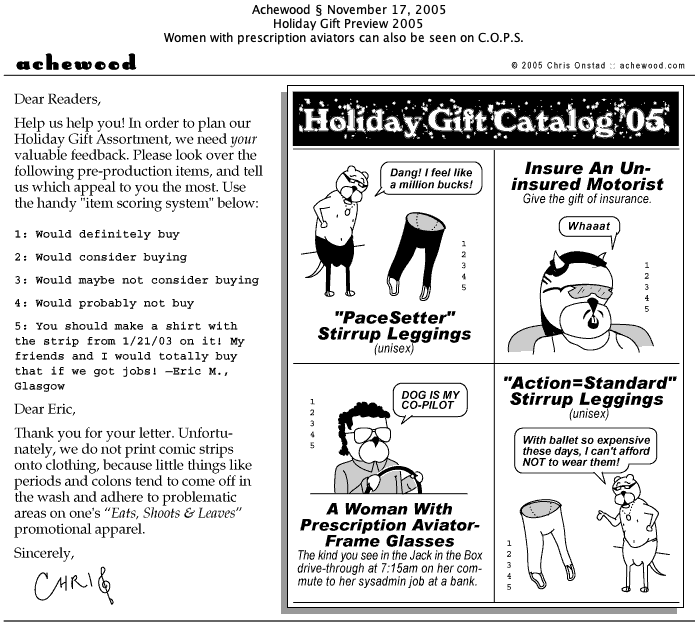 Achewood § November 17, 2005
Holiday Gift Preview 2005
Women with prescription aviators can also be seen on C.O.P.S.
achewood
© 2005 Chris Onstad :: achewood.com
Dear Readers,
Help us help you! In order to plan our
Holiday Gift Assortment, we need your
valuable feedback. Please look over the
following pre-production items, and tell
us which appeal to you the most. Use
the handy "item scoring system" below:
1: Would definitely buy
2: Would consider buying
3: Would maybe not consider buying
4: Would probably not buy
5: You should make a shirt with
the strip from 1/21/03 on it! My
friends and I would totally buy
that if we got jobs! —Eric M.,
Glasgow
Dear Eric,
Thank you for your letter. Unfortu-
nately, we do not print comic strips
onto clothing, because little things like
periods and colons tend to come off in
the wash and adhere to problematic
areas on one's "Eats, Shoots & Leaves"
promotional apparel.
Sincerely,
CHRIS
Holiday Gift Catalog '05
Dang! I feel like
a million bucks!
1
2
3
4
5
"PaceSetter"
Stirrup Leggings
(unisex)
Insure An Un-
insured Motorist
Give the gift of insurance.
Whaaat
1
2
3
4
5
DOG IS MY
CO-PILOT
1
2
3
4
5
A Woman With
Prescription Aviator-
Frame Glasses
The kind you see in the Jack in the Box
drive-through at 7:15am on her com-
mute to her sysadmin job at a bank.
"Action=Standard"
Stirrup Leggings
(unisex)
With ballet so expensive
these days, I can't afford
NOT to wear them!
1
2
3
4
5